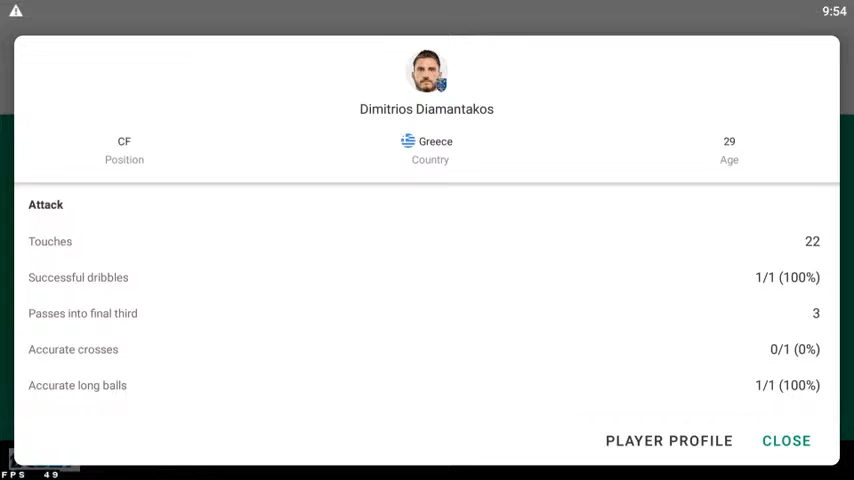 9:54
Dimitrios Diamantakos
CF
Greece
29
Position
Country
Age
Attack
Touches 22
Successful dribbles 1/1 (100%)
Passes into final third 3
Accurate crosses 0/1 (0%)
Accurate long balls 1/1 (100%)
PLAYER PROFILE CLOSE
FPS 49